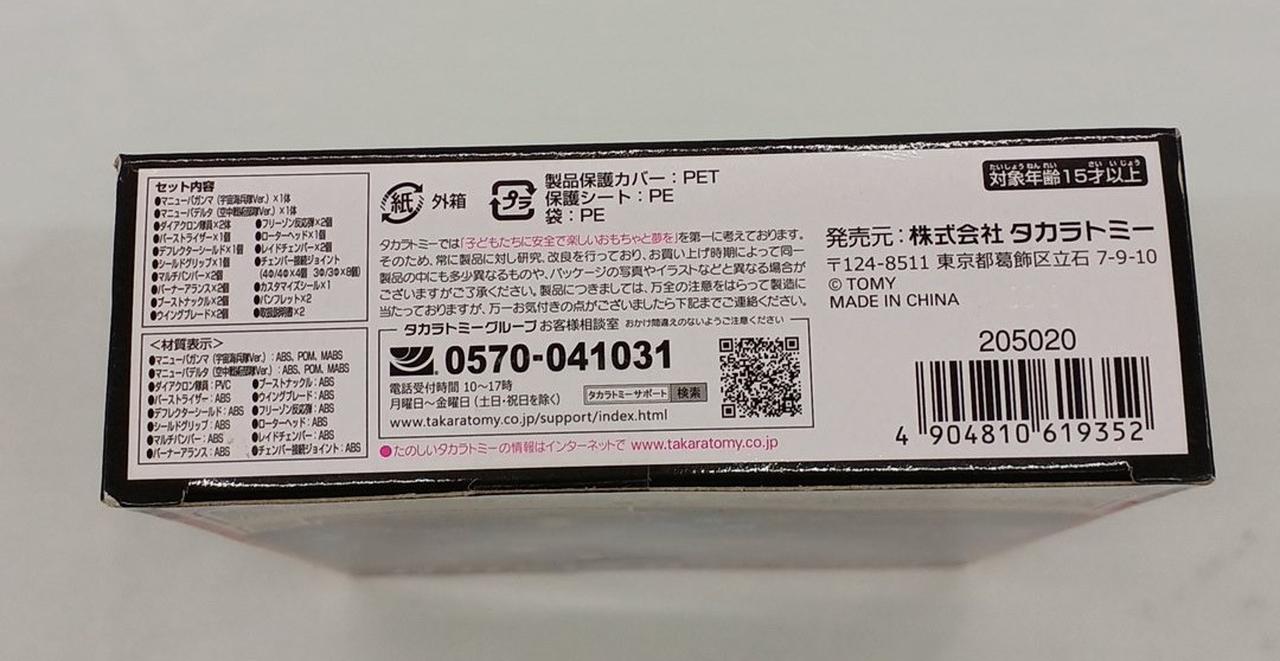 セット内容
●マニューバガンマ(宇宙海兵隊Ver.)×1体
●マニューバデルタ(空中戦術部隊Ver.)×1体
●ダイアクロン隊員×2体
●バーストライザー×1個
●デフレクターシールド×1個
●シールドグリップ×1個
●マルチバンパー×2個
●バーナーアランス×2個
●ブーストナックル×2個
●ウイングブレード×2個
●フリーゾン反応弾×2個
●ローターヘッド×1個
●レイドチェンバー×2個
●チェンバー接続ジョイント
(4Φ/4Φ×4個 3Φ/3Φ×8個)
●カスタマイズシール×1
●パンフレット×2
●取扱説明書×2
<材質表示>
●マニューバガンマ(宇宙海兵隊Ver.):ABS, POM, MABS
●マニューバデルタ(空中戦術部隊Ver.):ABS, POM, MABS
●ダイアクロン隊員:PVC
●バーストライザー:ABS
●デフレクターシールド:ABS
●シールドグリップ:ABS
●マルチバンパー:ABS
●バーナーアランス:ABS
●ブーストナックル:ABS
●ウイングブレード:ABS
●フリーゾン反応弾:ABS
●ローターヘッド:ABS
●レイドチェンバー:ABS
●チェンバー接続ジョイント:ABS
紙 外箱
プラ
製品保護カバー:PET
保護シート:PE
袋:PE
タカラトミーでは「子どもたちに安全で楽しいおもちゃと夢を」を第一に考えております。
そのため、常に製品に対し研究、改良を行っており、お買い上げ時期によって同一
製品の中にも多少異なるものや、パッケージの写真やイラストなどと異なる場合が
ございますがご了承ください。製品につきましては、万全の注意をはらって製造に
当たっておりますが、万一お気付きの点がございましたら下記までご連絡ください。
タカラトミーグループお客様相談室 おかけ間違えのないようご注意ください
0570-041031
電話受付時間 10〜17時
月曜日〜金曜日(土日・祝日を除く)
タカラトミーサポート 検索
www.takaratomy.co.jp/support/index.html
●たのしいタカラトミーの情報はインターネットで www.takaratomy.co.jp
たいしょうねんれい さいいじょう
対象年齢15才以上
発売元:株式会社 タカラトミー
〒124-8511 東京都葛飾区立石 7-9-10
© TOMY
MADE IN CHINA
205020
4 904810 619352